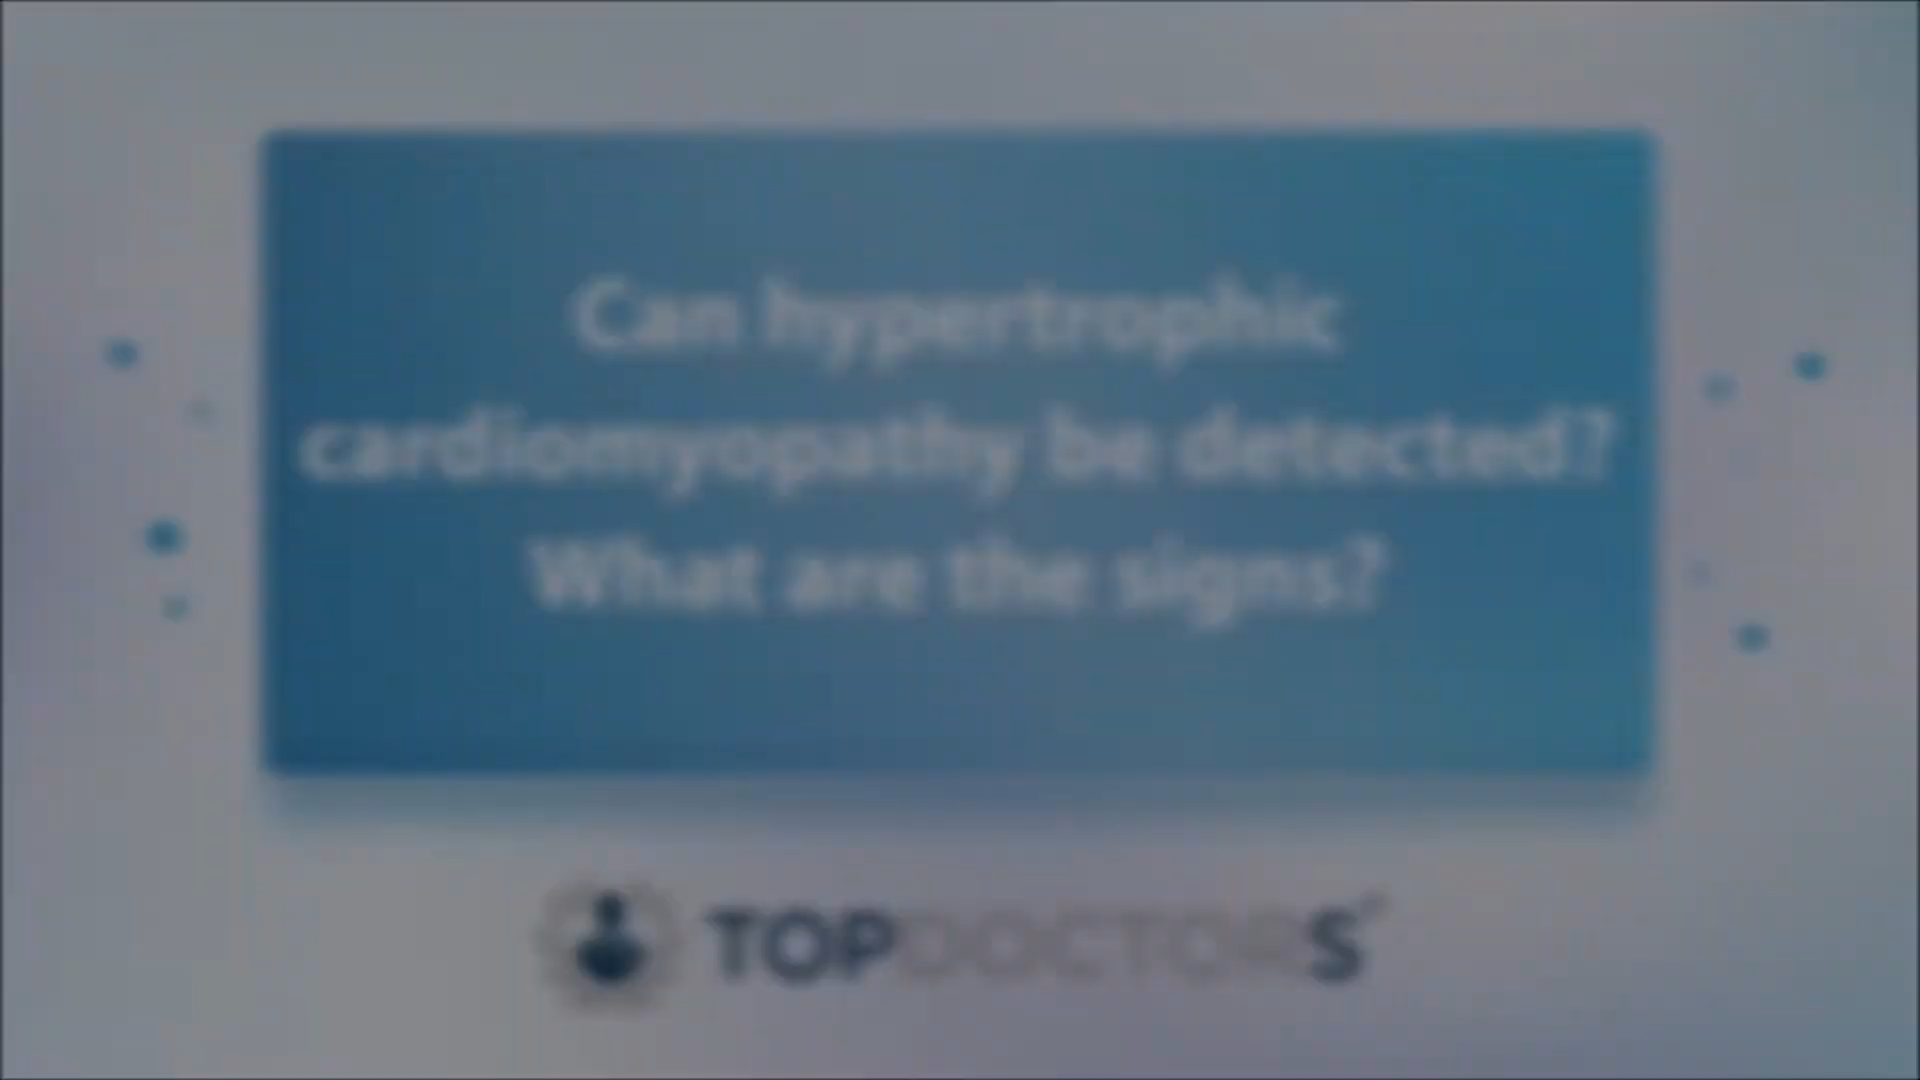 Can hypertrophic
cardiomyopathy be detected?
What are the signs?
TOPDOCTORS